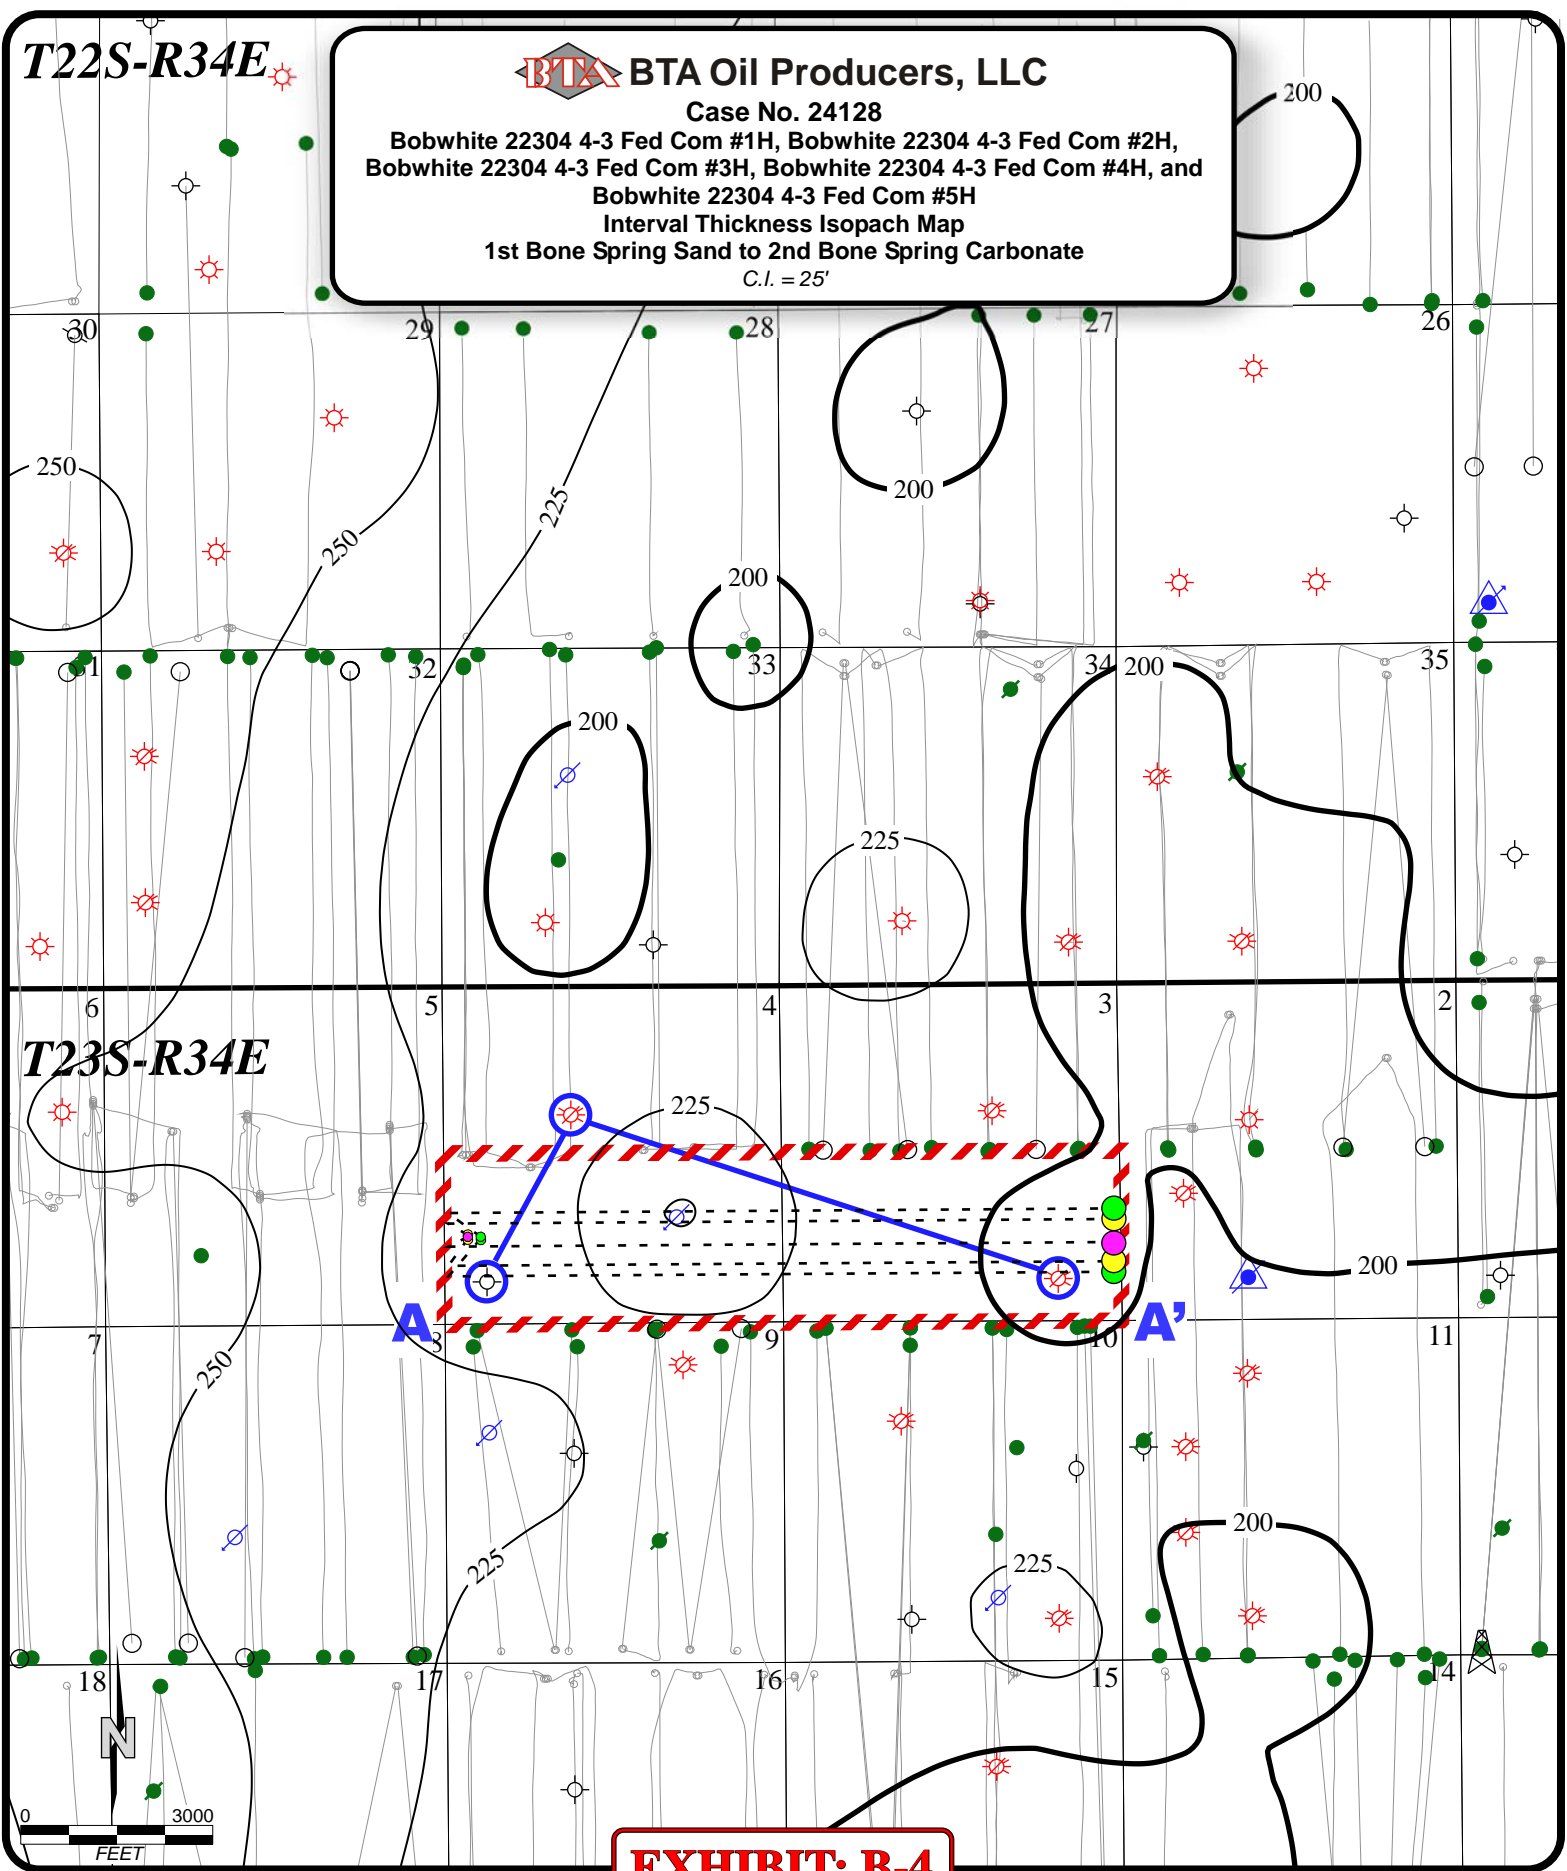 T22S-R34E
BTA BTA Oil Producers, LLC
Case No. 24128
Bobwhite 22304 4-3 Fed Com #1H, Bobwhite 22304 4-3 Fed Com #2H,
Bobwhite 22304 4-3 Fed Com #3H, Bobwhite 22304 4-3 Fed Com #4H, and
Bobwhite 22304 4-3 Fed Com #5H
Interval Thickness Isopach Map
1st Bone Spring Sand to 2nd Bone Spring Carbonate
C.I. = 25'
200
30
29
28
27
26
250
200
225
250
200
31
32
33
34
200
35
200
225
6
5
4
3
2
T23S-R34E
225
200
A
A'
7
8
9
10
11
250
225
200
225
18
17
16
15
14
N
0 3000
FEET
EXHIBIT: B-4